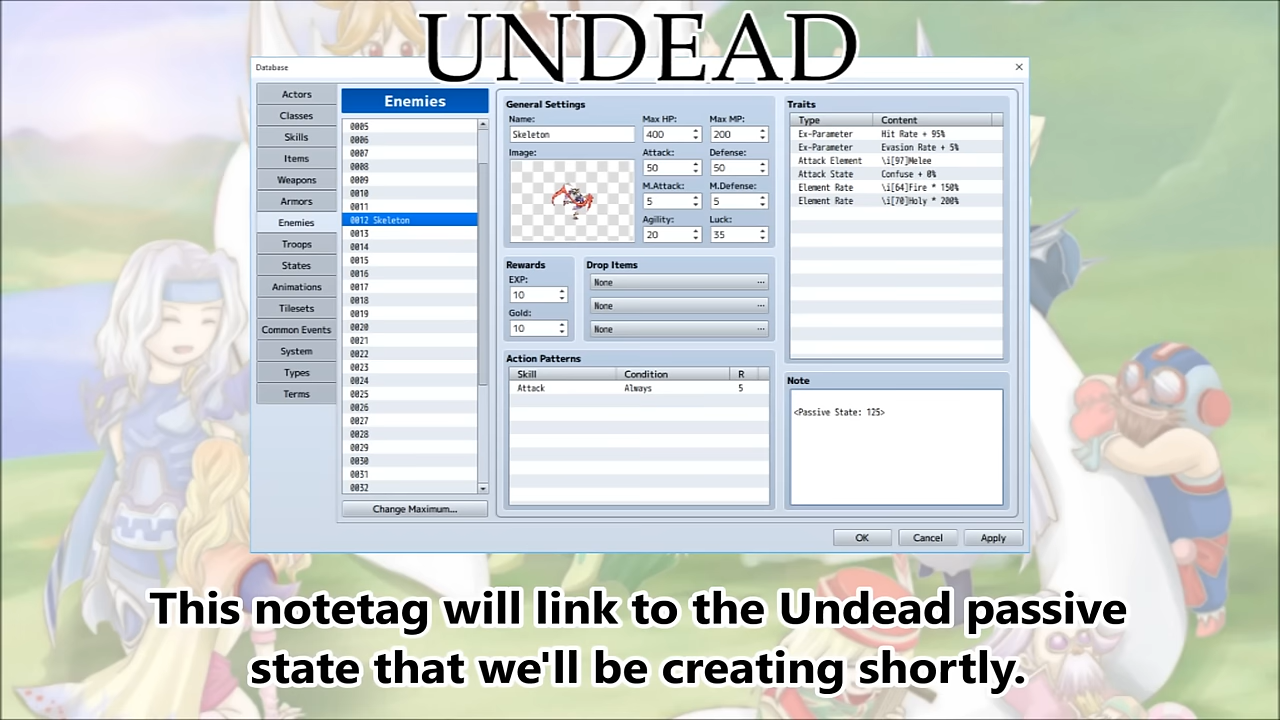 UNDEAD
Database
Actors
Classes
Skills
Items
Weapons
Armors
Enemies
Troops
States
Animations
Tilesets
Common Events
System
Types
Terms
Enemies
0005
0006
0007
0008
0009
0010
0011
0012 Skeleton
0013
0014
0015
0016
0017
0018
0019
0020
0021
0022
0023
0024
0025
0026
0027
0028
0029
0030
0031
0032
Change Maximum...
General Settings
Name:
Skeleton
Image:
Max HP: Max MP:
400 200
Attack: Defense:
50 50
M.Attack: M.Defense:
5 5
Agility: Luck:
20 35
Rewards
EXP:
10
Gold:
10
Drop Items
None ...
None ...
None ...
Action Patterns
Skill Condition R
Attack Always 5
Traits
Type Content
Ex-Parameter Hit Rate + 95%
Ex-Parameter Evasion Rate + 5%
Attack Element \i[97]Melee
Attack State Confuse + 0%
Element Rate \i[64]Fire * 150%
Element Rate \i[70]Holy * 200%
Note
<Passive State: 125>
OK Cancel Apply
This notetag will link to the Undead passive
state that we'll be creating shortly.